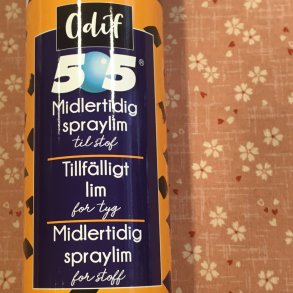 Odif
505®
Midlertidig
spraylim
til stof
Tillfälligt
lim
for tyg
Midlertidig
spraylim
for stoff